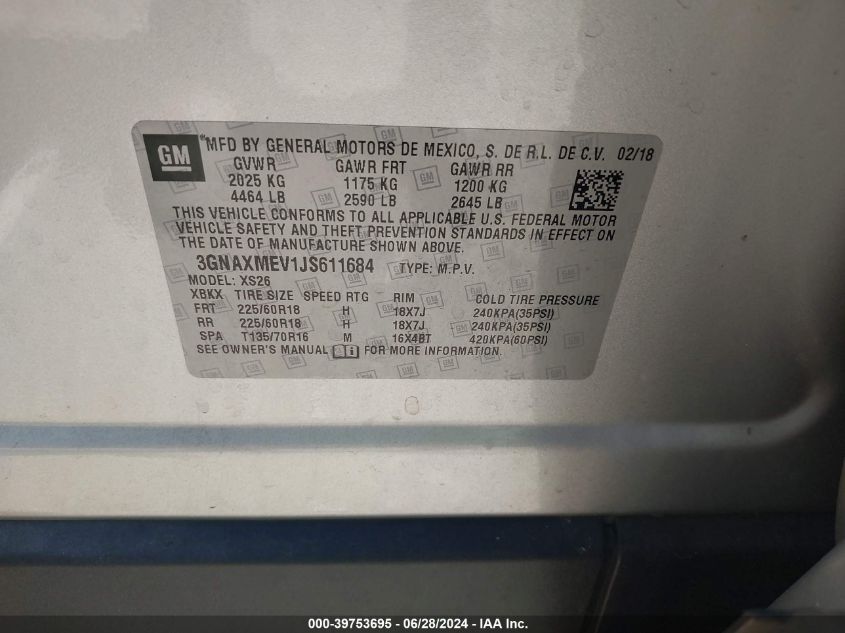 GM
*MFD BY GENERAL MOTORS DE MEXICO, S. DE R.L. DE C.V. 02/18
GVWR GAWR FRT GAWR RR
2025 KG 1175 KG 1200 KG
4464 LB 2590 LB 2645 LB
THIS VEHICLE CONFORMS TO ALL APPLICABLE U.S. FEDERAL MOTOR
VEHICLE SAFETY AND THEFT PREVENTION STANDARDS IN EFFECT ON
THE DATE OF MANUFACTURE SHOWN ABOVE.
3GNAXMEV1JS611684 TYPE: M.P.V.
MODEL: XS26
XBKX TIRE SIZE SPEED RTG RIM COLD TIRE PRESSURE
FRT 225/60R18 H 18X7J 240KPA(35PSI)
RR 225/60R18 H 18X7J 240KPA(35PSI)
SPA T135/70R16 M 16X4BT 420KPA(60PSI)
SEE OWNER'S MANUAL FOR MORE INFORMATION.
000-39753695 - 06/28/2024 - IAA Inc.